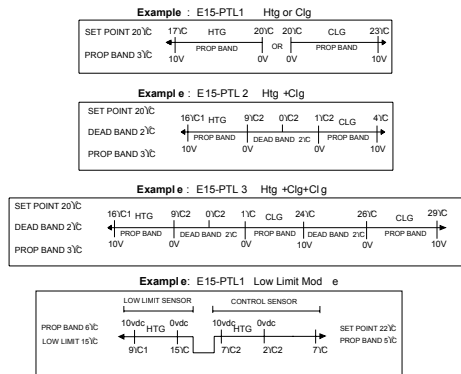 Example : E15-PTL1 Htg or Clg
SET POINT 20℃ 17℃ HTG 20℃ 20℃ CLG 23℃
PROP BAND OR PROP BAND
PROP BAND 3℃ 10V 0V 0V 10V
Example : E15-PTL 2 Htg +Clg
SET POINT 20℃
16℃1 HTG 9℃2 0℃2 1℃2 CLG 4℃
DEAD BAND 2℃
PROP BAND DEAD BAND 2℃ PROP BAND
PROP BAND 3℃ 10V 0V 0V 10V
Example : E15-PTL 3 Htg +Clg+Clg
SET POINT 20℃
16℃1 HTG 9℃2 0℃2 1℃ CLG 24℃ 26℃ CLG 29℃
DEAD BAND 2℃
PROP BAND DEAD BAND 2℃ PROP BAND DEAD BAND 2℃ PROP BAND
PROP BAND 3℃ 10V 0V 0V 10V 0V 10V
Example: E15-PTL1 Low Limit Mod e
LOW LIMIT SENSOR CONTROL SENSOR
PROP BAND 6℃ 10vdc 0vdc 10vdc 0vdc SET POINT 22℃
HTG HTG
LOW LIMIT 15℃ PROP BAND 5℃
9℃1 15℃ 7℃2 2℃2 7℃